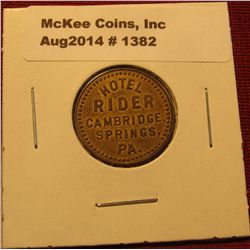 McKee Coins, Inc
Aug2014 # 1382
HOTEL
RIDER
CAMBRIDGE
SPRINGS,
PA.